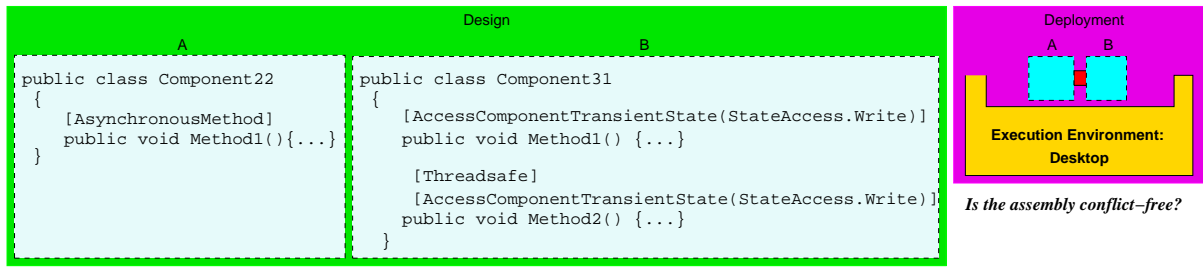 Design
A
public class Component22
{
[AsynchronousMethod]
public void Method1(){...}
}
B
public class Component31
{
[AccessComponentTransientState(StateAccess.Write)]
public void Method1() {...}
[Threadsafe]
[AccessComponentTransientState(StateAccess.Write)]
public void Method2() {...}
}
Deployment
A B
Execution Environment:
Desktop
Is the assembly conflict–free?